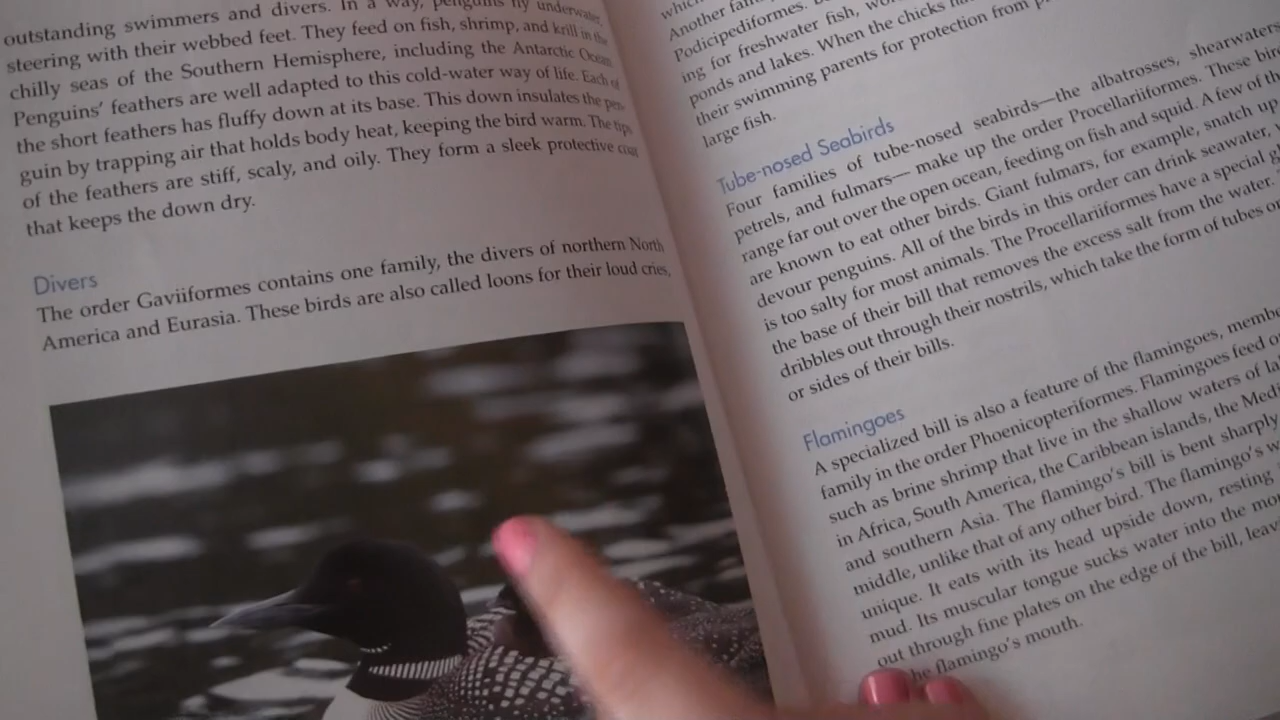 outstanding swimmers and divers. In a way, penguins fly underwater,
steering with their webbed feet. They feed on fish, shrimp, and krill in the
chilly seas of the Southern Hemisphere, including the Antarctic Ocean
Penguins' feathers are well adapted to this cold-water way of life. Each of
the short feathers has fluffy down at its base. This down insulates the pen-
guin by trapping air that holds body heat, keeping the bird warm. The tips
of the feathers are stiff, scaly, and oily. They form a sleek protective coat
that keeps the down dry.
Divers
The order Gaviiformes contains one family, the divers of northern North
America and Eurasia. These birds are also called loons for their loud cries,
which
Another
Podicipediformes.
ing for freshwater fish,
ponds and lakes. When the chicks
their swimming parents for protection from
large fish.
Tube-nosed Seabirds
Four families of tube-nosed seabirds—the albatrosses, shearwaters
petrels, and fulmars— make up the order Procellariiformes. These
range far out over the open ocean, feeding on fish and squid. A few of
are known to eat other birds. Giant fulmars, for example, snatch up
devour penguins. All of the birds in this order can drink seawater,
is too salty for most animals. The Procellariiformes have a special
the base of their bill that removes the excess salt from the water.
dribbles out through their nostrils, which take the form of tubes
or sides of their bills.
Flamingoes
A specialized bill is also a feature of the flamingoes,
family in the order Phoenicopteriformes. Flamingoes feed
such as brine shrimp that live in the shallow waters of
in Africa, South America, the Caribbean islands, the
and southern Asia. The flamingo's bill is bent sharply
middle, unlike that of any other bird. The flamingo's
unique. It eats with its head upside down, resting
mud. Its muscular tongue sucks water into the
out through fine plates on the edge of the bill,
he flamingo's mouth.